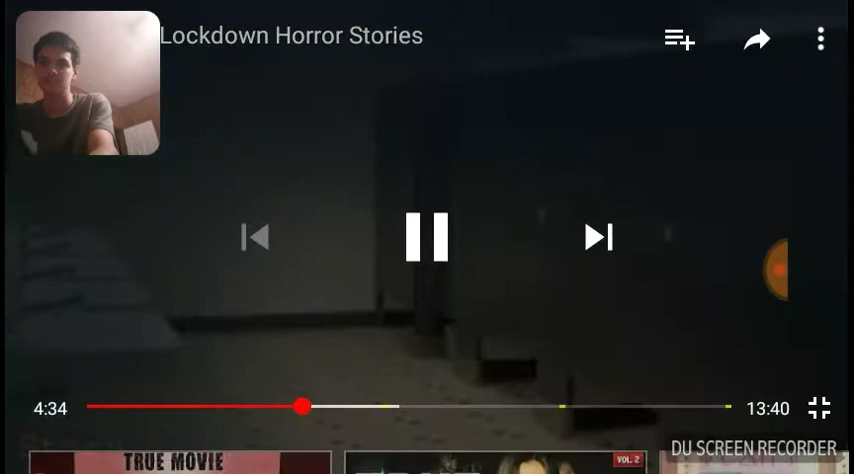 Lockdown Horror Stories
4:34
13:40
TRUE MOVIE
VOL. 2
DU SCREEN RECORDER